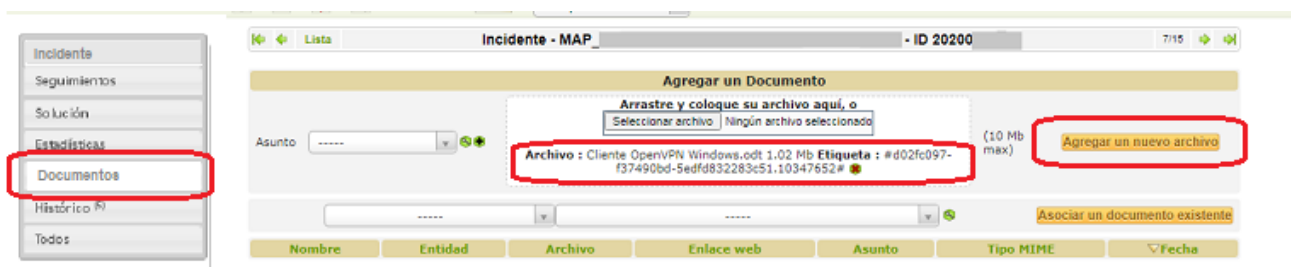 Lista
Incidente - MAP_ - ID 20200
7/15
Incidente
Seguimientos
Solución
Estadísticas
Documentos
Histórico (6)
Todos
Agregar un Documento
Arrastre y coloque su archivo aquí, o
Seleccionar archivo Ningún archivo seleccionado
Asunto -----
Archivo : Cliente OpenVPN Windows.odt 1.02 Mb Etiqueta : #d02fc097-
f37490bd-5edfd832283c51.10347652#
(10 Mb
max)
Agregar un nuevo archivo
----- -----
Asociar un documento existente
Nombre Entidad Archivo Enlace web Asunto Tipo MIME Fecha